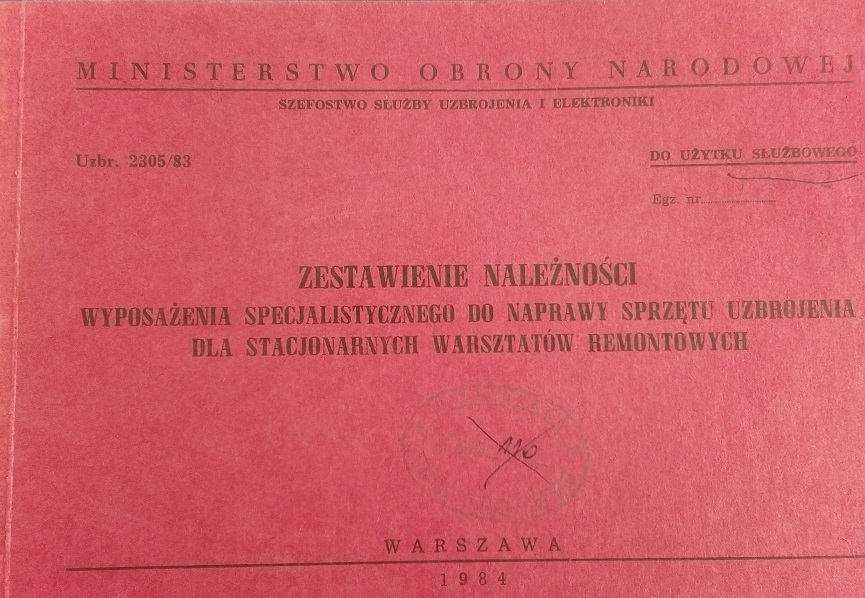 MINISTERSTWO OBRONY NARODOWEJ
SZEFOSTWO SŁUŻBY UZBROJENIA I ELEKTRONIKI
Uzbr. 2305/83
DO UŻYTKU SŁUŻBOWEGO
Egz. nr
ZESTAWIENIE NALEŻNOŚCI
WYPOSAŻENIA SPECJALISTYCZNEGO DO NAPRAWY SPRZĘTU UZBROJENIA
DLA STACJONARNYCH WARSZTATÓW REMONTOWYCH
WARSZAWA
1984